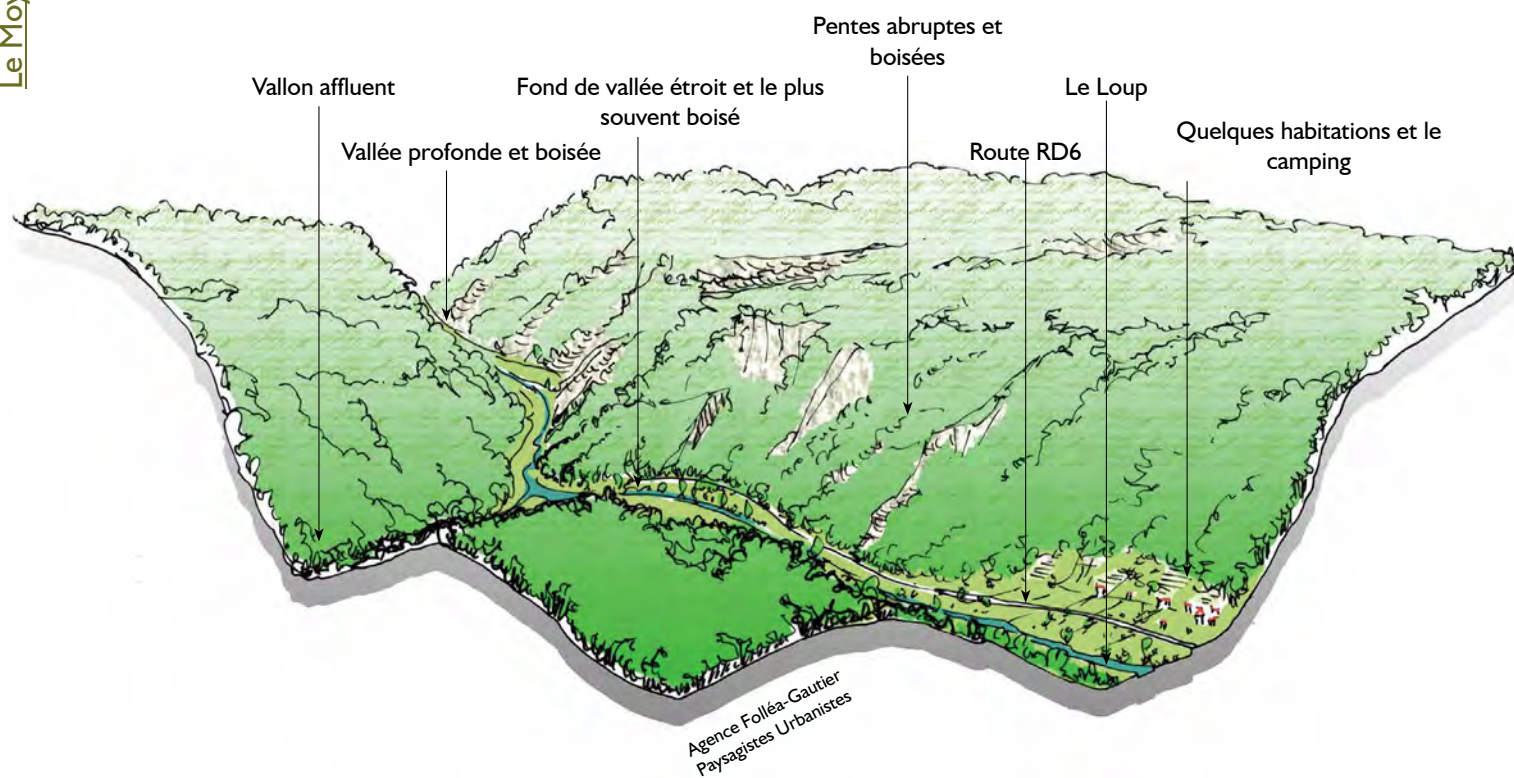 Le Moy
Pentes abruptes et
boisées
Vallon affluent
Fond de vallée étroit et le plus
souvent boisé
Le Loup
Quelques habitations et le
camping
Vallée profonde et boisée
Route RD6
Agence Folléa-Gautier
Paysagistes Urbanistes